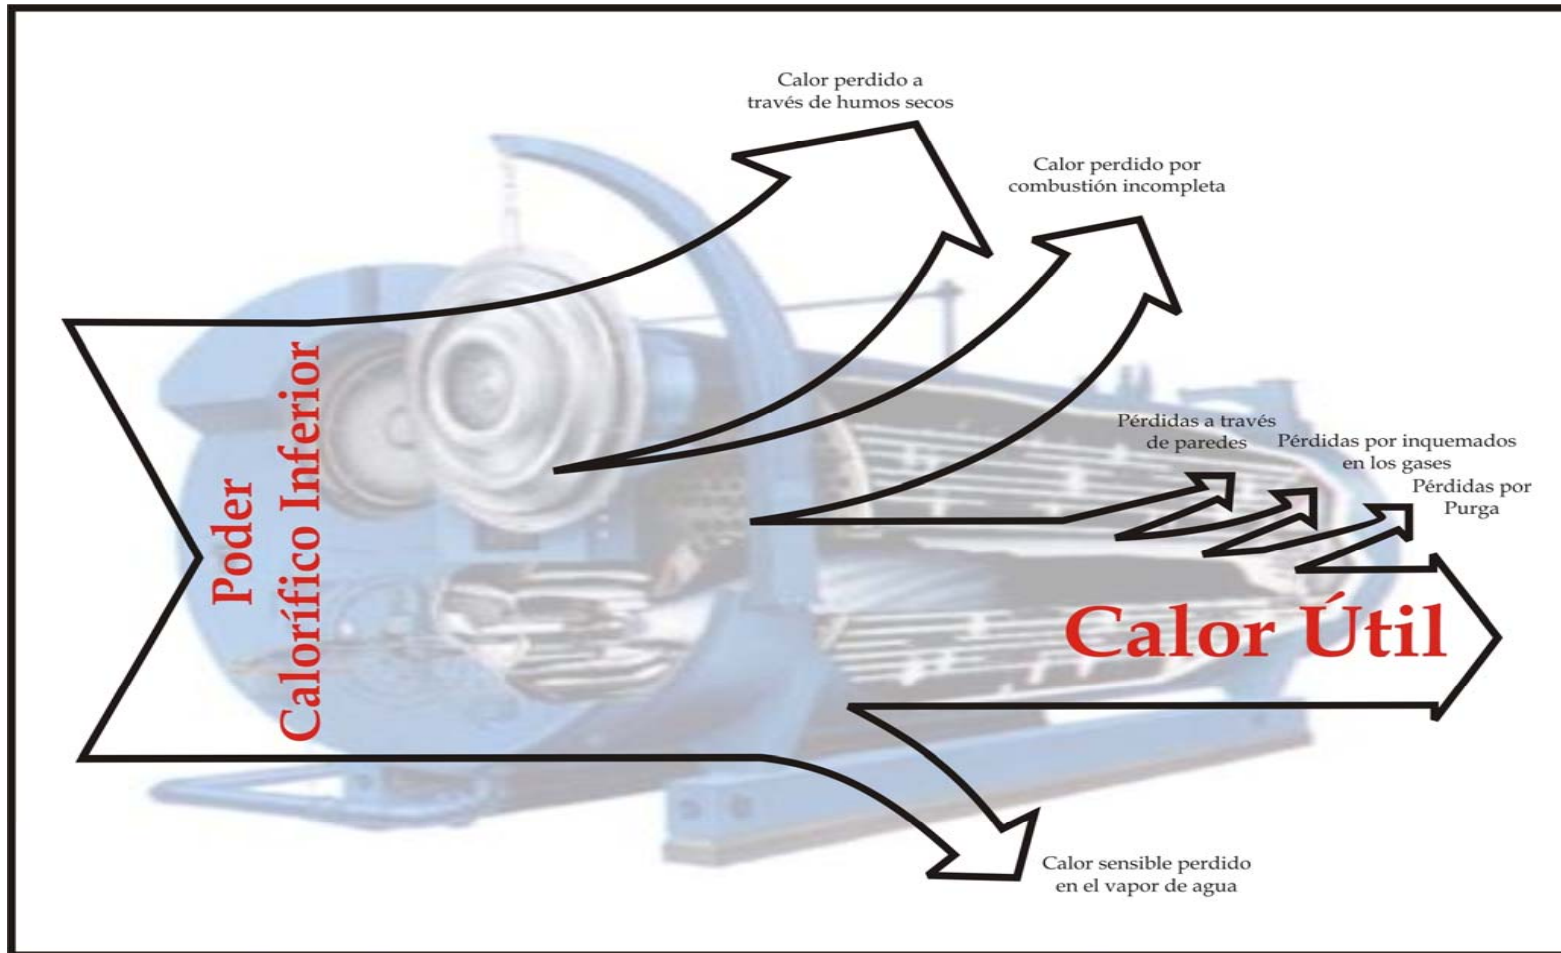 Calor perdido a
través de humos secos
Calor perdido por
combustión incompleta
Poder
Calorífico Inferior
Pérdidas a través
de paredes
Pérdidas por inquemados
en los gases
Pérdidas por
Purga
Calor Útil
Calor sensible perdido
en el vapor de agua